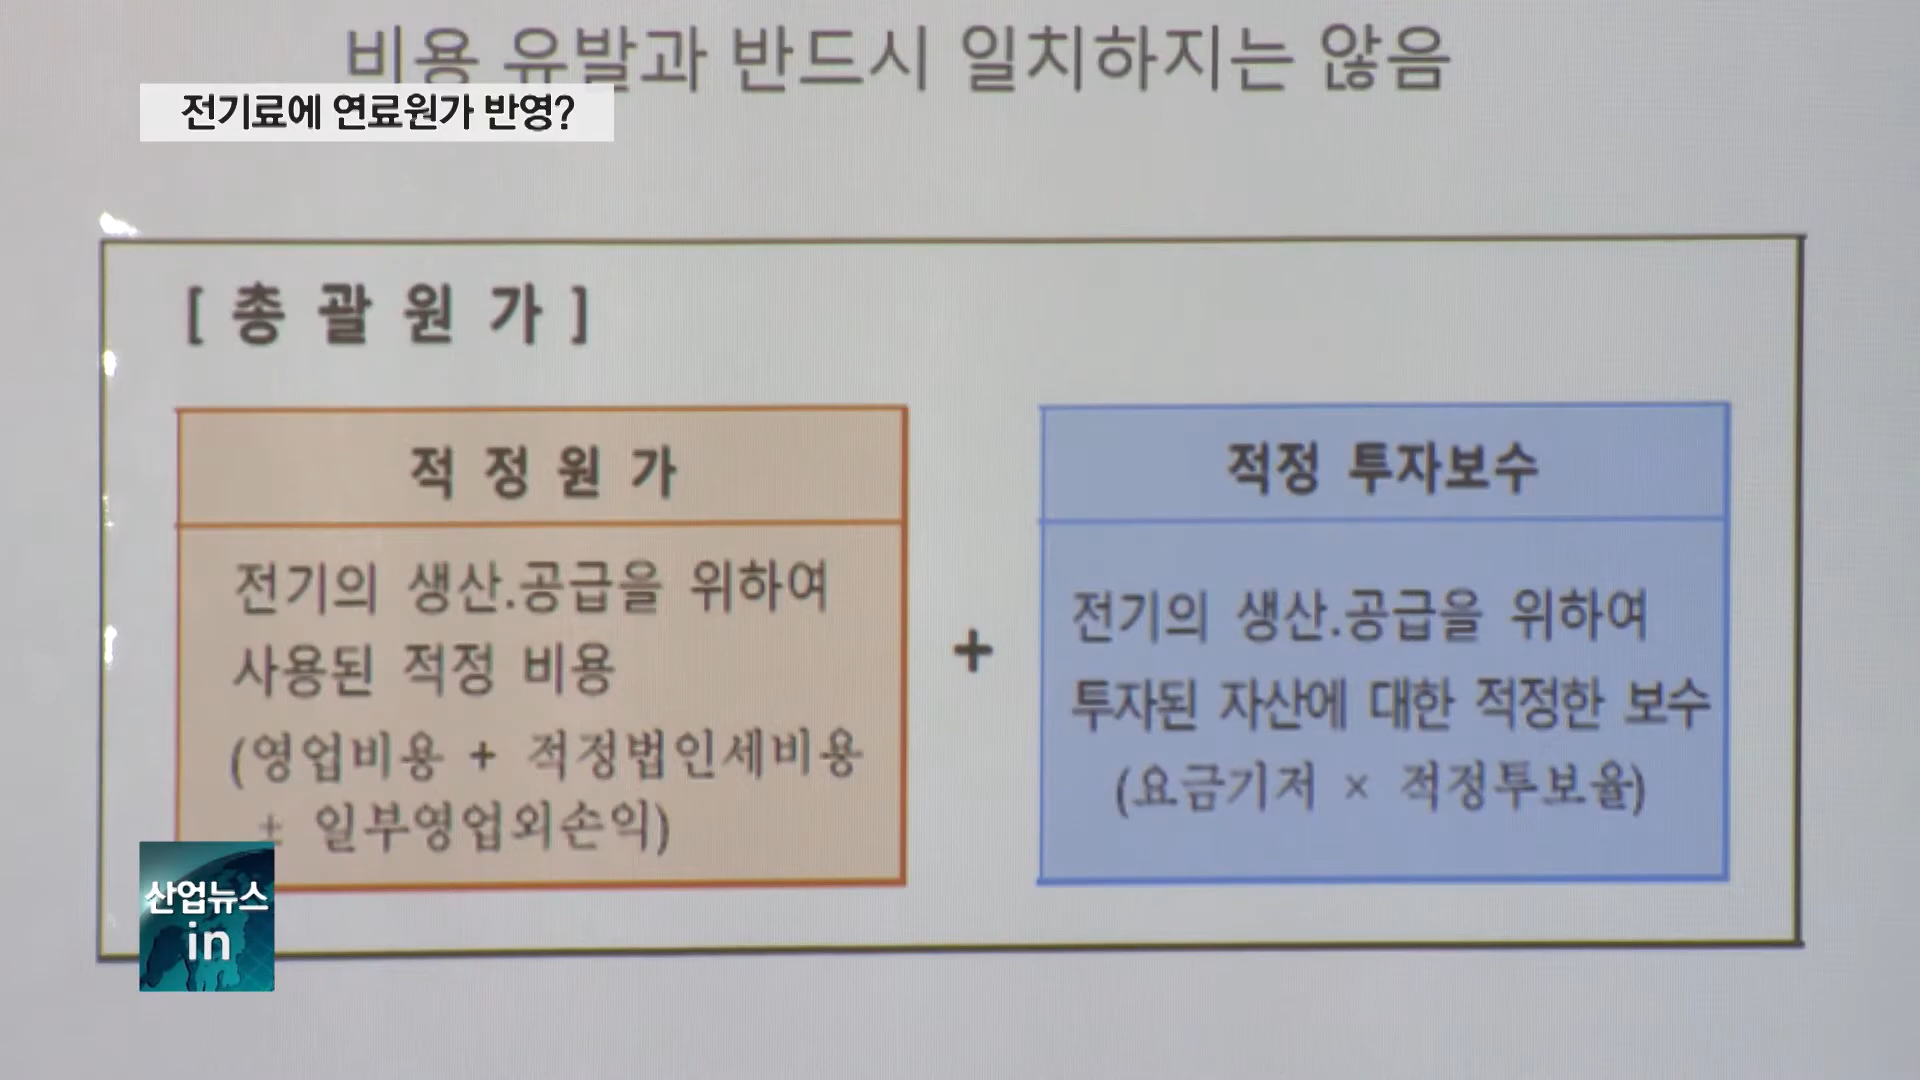 비용 유발과 반드시 일치하지는 않음
전기료에 연료원가 반영?
[ 총 괄 원 가 ]
적 정 원 가
전기의 생산.공급을 위하여
사용된 적정 비용
(영업비용 + 적정법인세비용
± 일부영업외손익)
+
적정 투자보수
전기의 생산.공급을 위하여
투자된 자산에 대한 적정한 보수
(요금기저 × 적정투보율)
산업뉴스
in